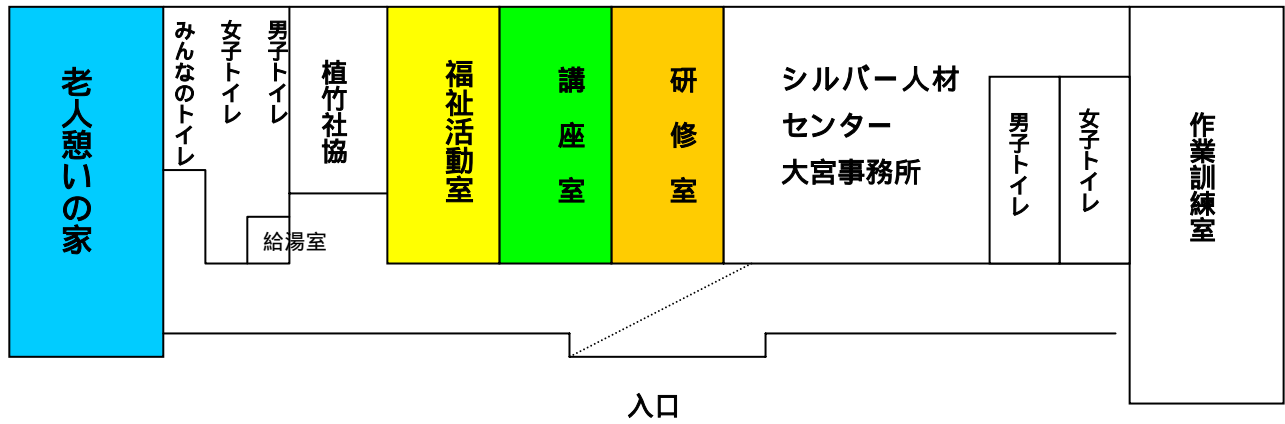 老人憩いの家
みんなのトイレ
女子トイレ
男子トイレ
植竹社協
給湯室
福祉活動室
講座室
研修室
シルバー人材
センター
大宮事務所
男子トイレ
女子トイレ
作業訓練室
入口